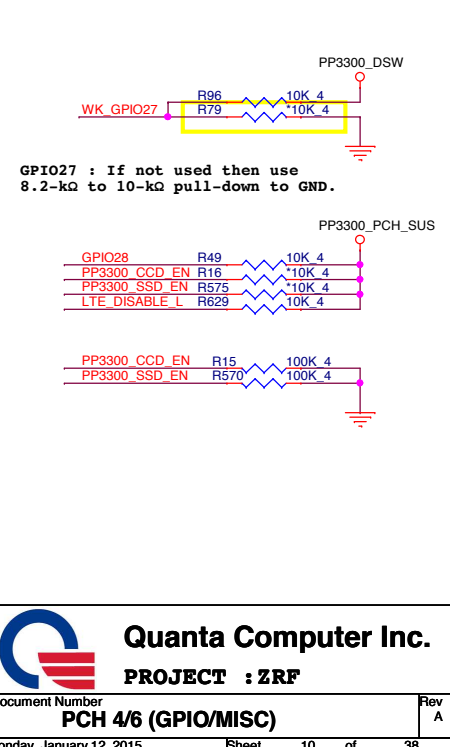 PP3300_DSW
R96 10K_4
WK_GPIO27 R79 *10K_4
GPIO27 : If not used then use
8.2-kΩ to 10-kΩ pull-down to GND.
PP3300_PCH_SUS
GPIO28 R49 10K_4
PP3300_CCD_EN R16 *10K_4
PP3300_SSD_EN R575 *10K_4
LTE_DISABLE_L R629 10K_4
PP3300_CCD_EN R15 100K_4
PP3300_SSD_EN R570 100K_4
Quanta Computer Inc.
PROJECT : ZRF
ocument Number Rev
PCH 4/6 (GPIO/MISC) A
onday, January 12, 2015 Sheet 10 of 38